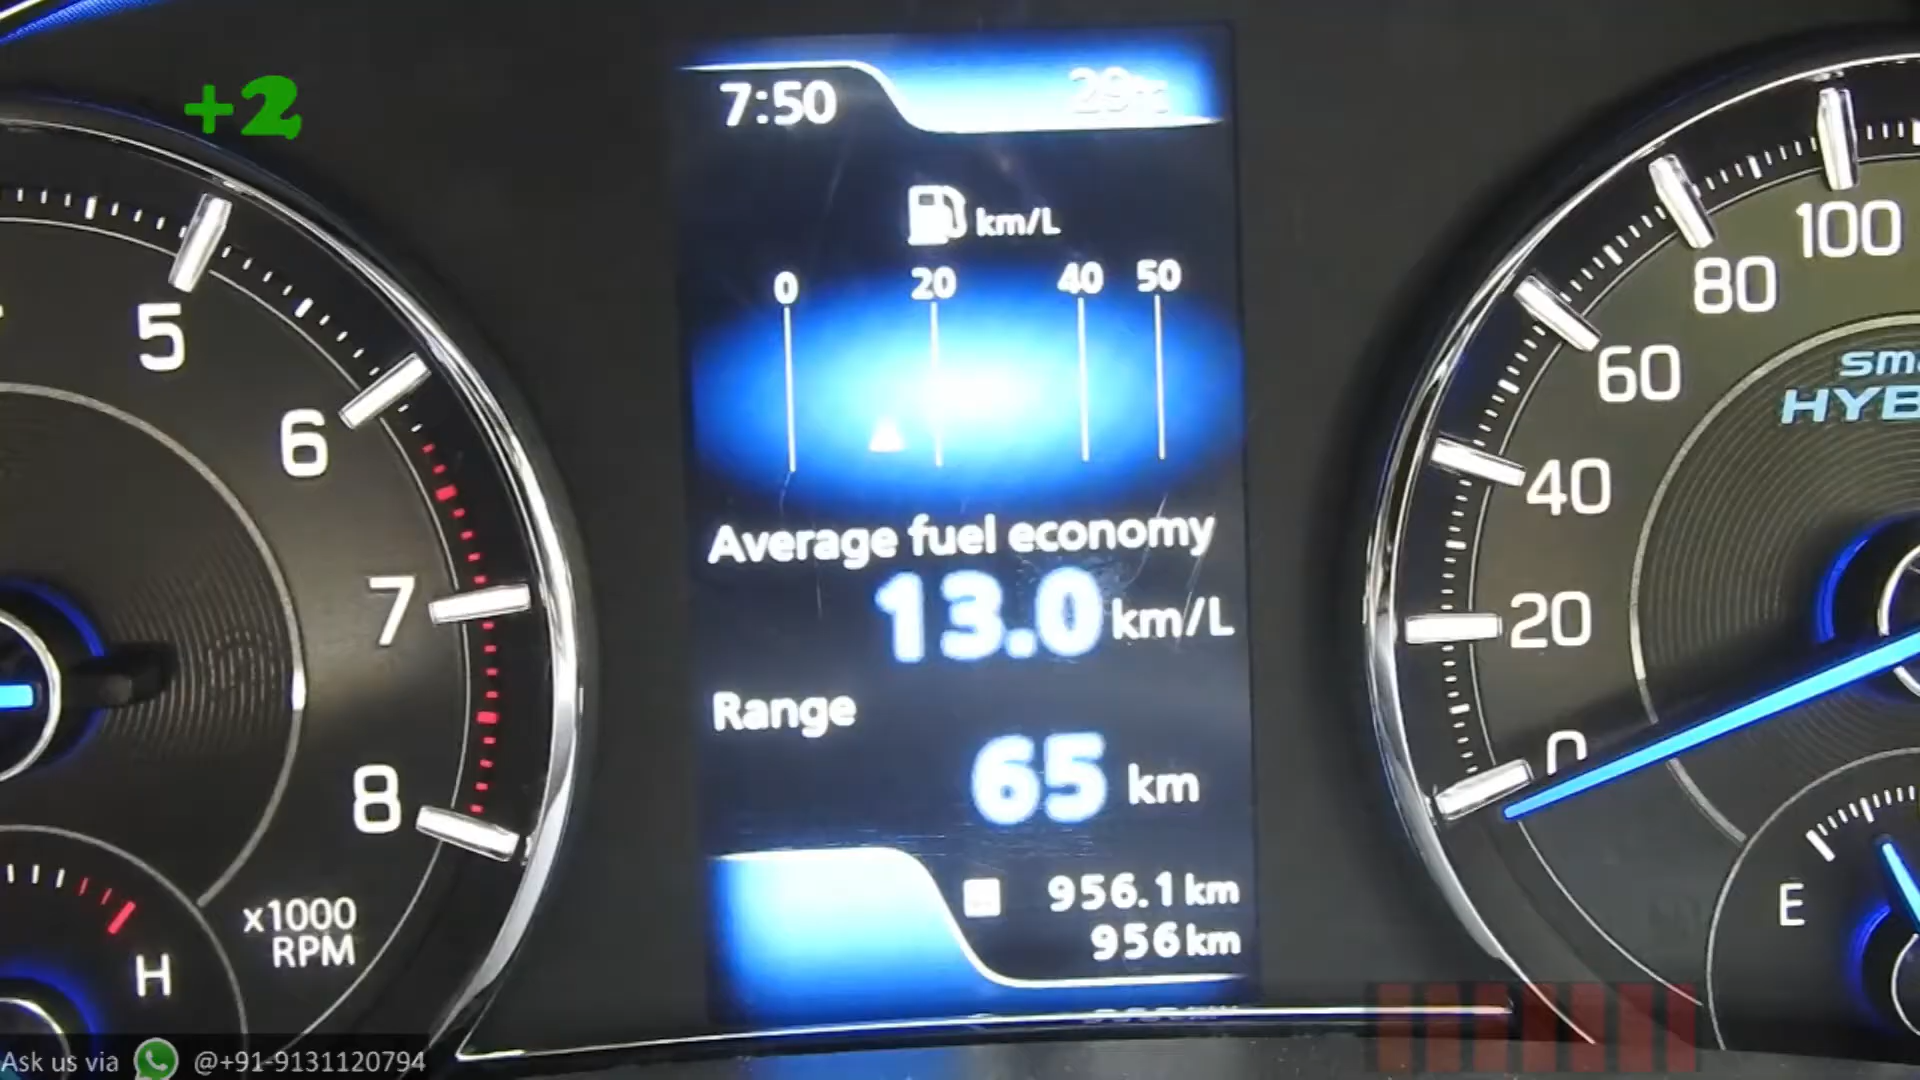 +2
7:50
29°C
km/L
0 20 40 50
Average fuel economy
13.0 km/L
Range
65 km
956.1 km
956 km
5
6
7
8
x1000
RPM
H
100
80
60
40
20
0
HYB
E
Ask us via @+91-9131120794